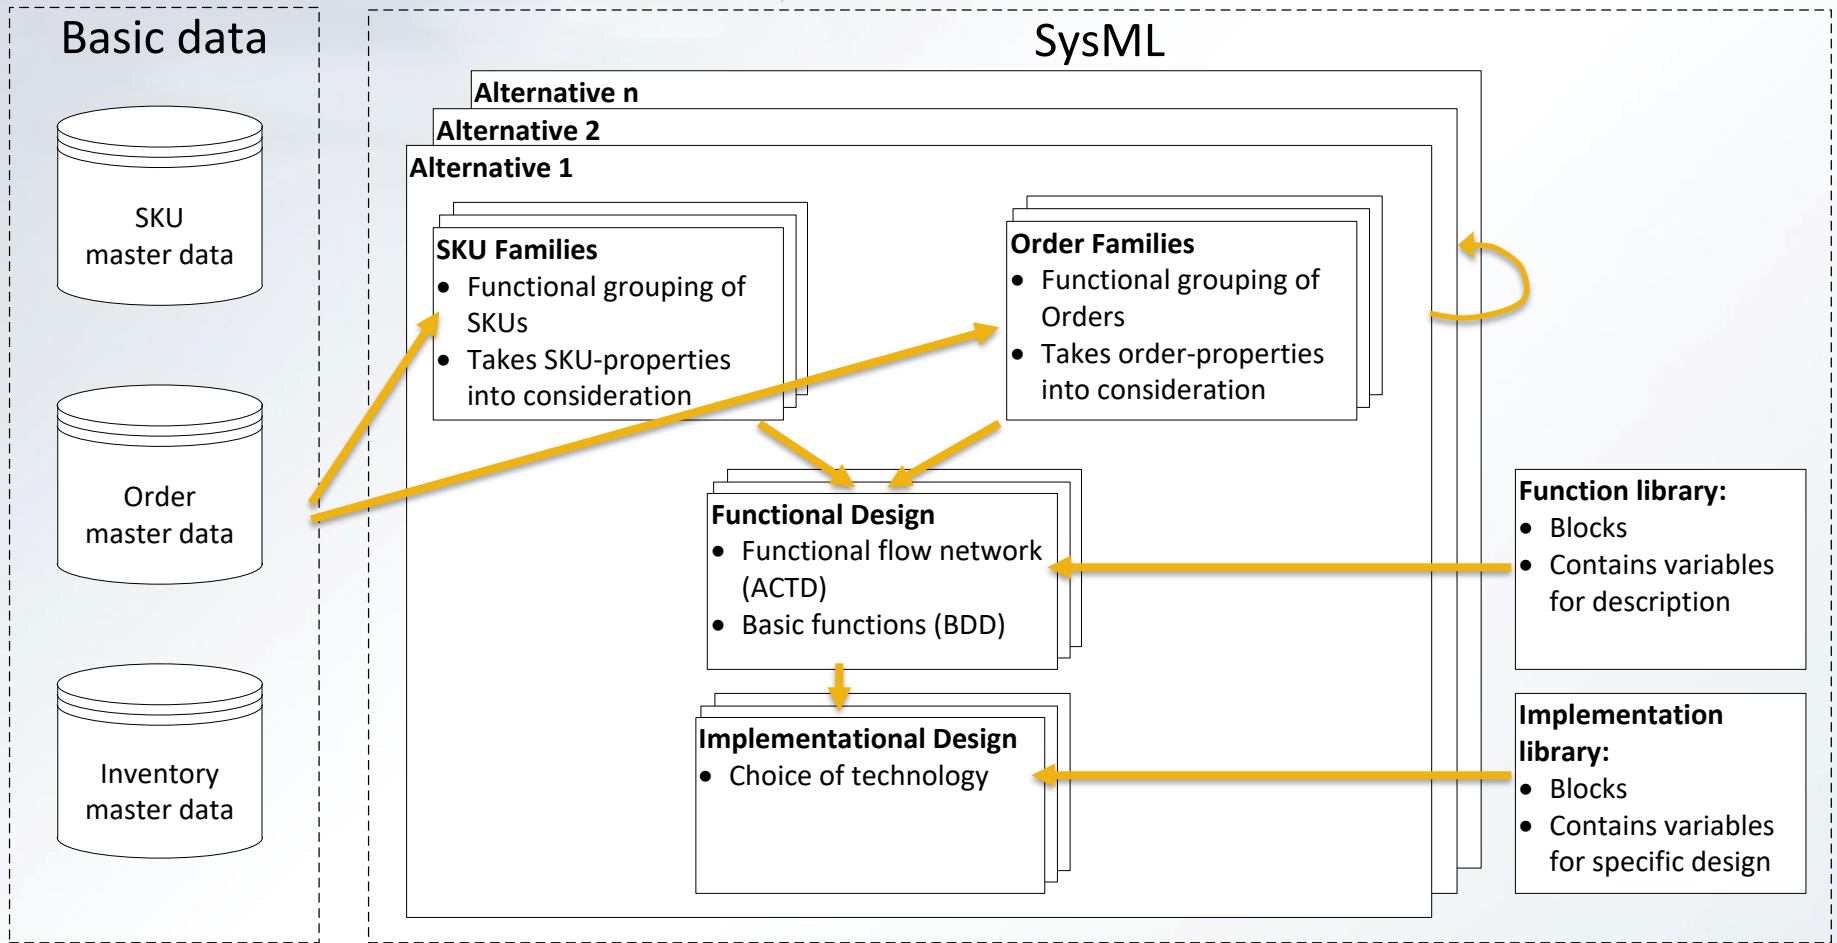 Basic data
SKU
master data
Order
master data
Inventory
master data
SysML
Alternative n
Alternative 2
Alternative 1
SKU Families
• Functional grouping of
SKUs
• Takes SKU-properties
into consideration
Order Families
• Functional grouping of
Orders
• Takes order-properties
into consideration
Functional Design
• Functional flow network
(ACTD)
• Basic functions (BDD)
Implementational Design
• Choice of technology
Function library:
• Blocks
• Contains variables
for description
Implementation
library:
• Blocks
• Contains variables
for specific design